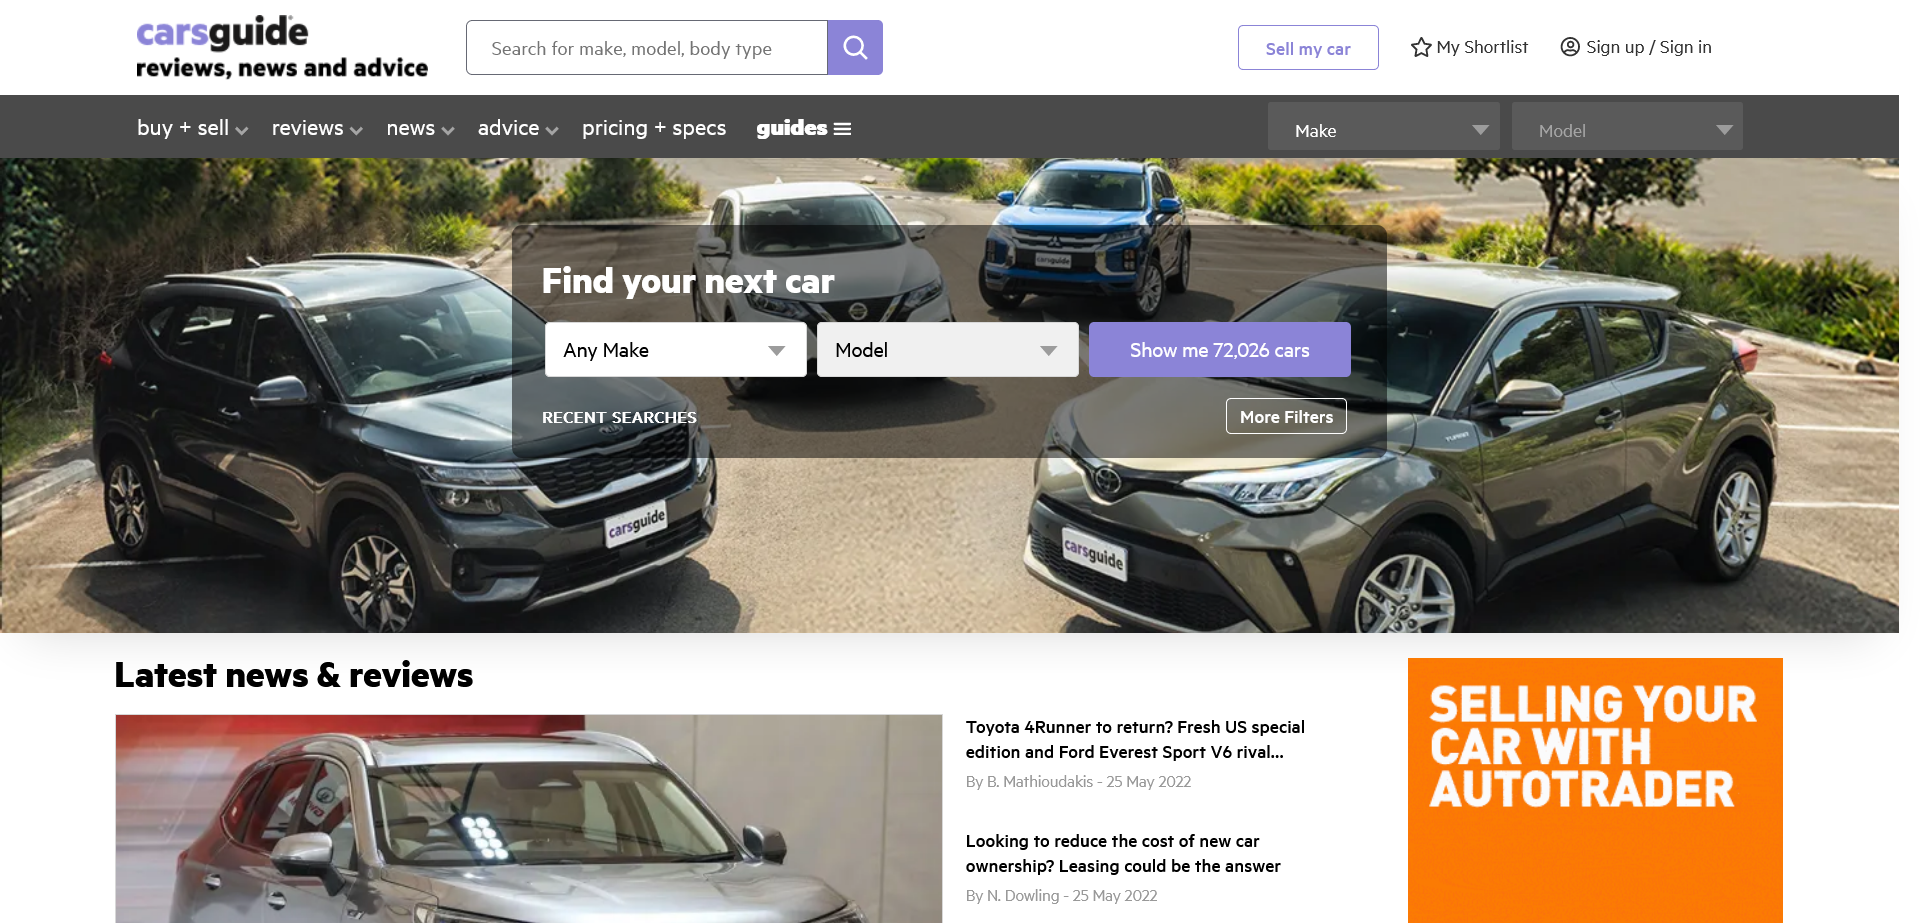 carsguide
reviews, news and advice
Search for make, model, body type
Sell my car
My Shortlist
Sign up / Sign in
buy + sell
reviews
news
advice
pricing + specs
guides
Make
Model
Find your next car
Any Make
Model
Show me 72,026 cars
RECENT SEARCHES
More Filters
carsguide
carsguide
carsguide
Latest news & reviews
Toyota 4Runner to return? Fresh US special
edition and Ford Everest Sport V6 rival...
By B. Mathioudakis - 25 May 2022
Looking to reduce the cost of new car
ownership? Leasing could be the answer
By N. Dowling - 25 May 2022
SELLING YOUR
CAR WITH
AUTOTRADER